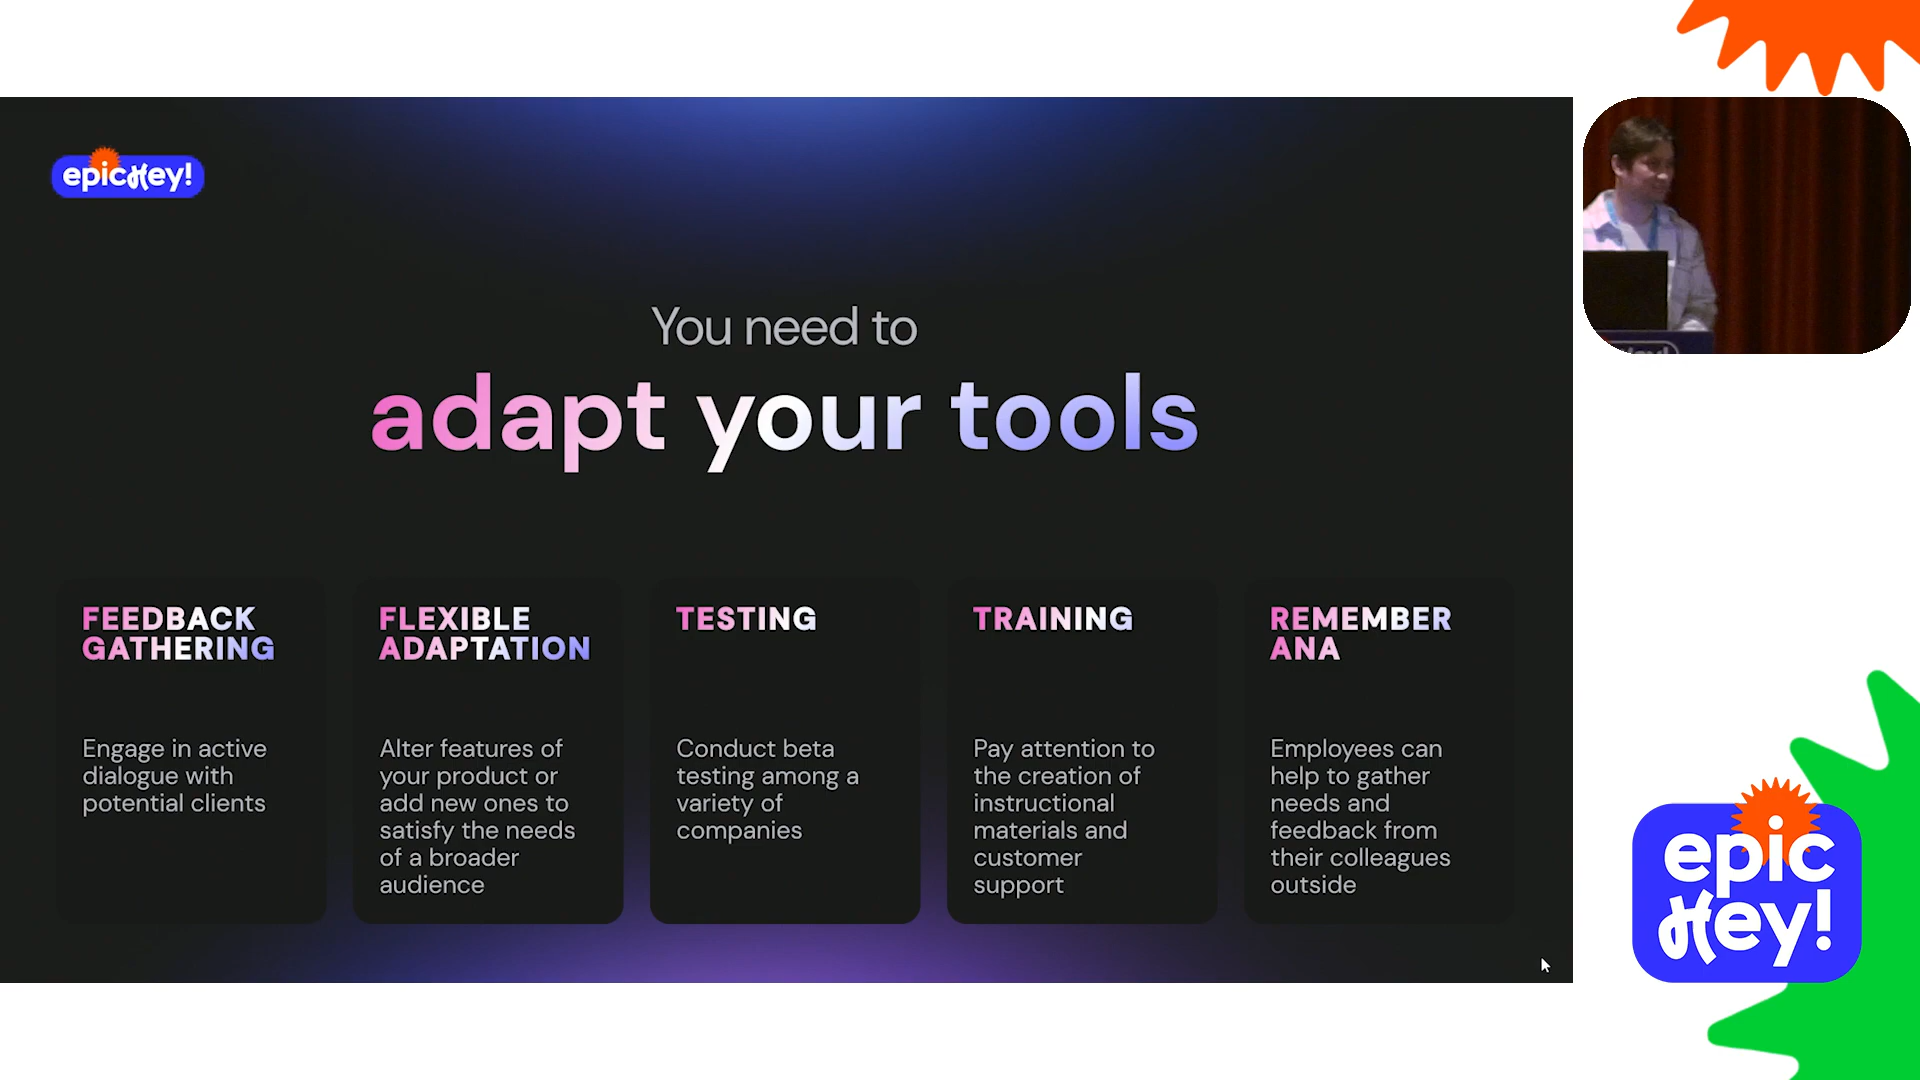 epic Hey!
You need to
adapt your tools
FEEDBACK
GATHERING
Engage in active
dialogue with
potential clients
FLEXIBLE
ADAPTATION
Alter features of
your product or
add new ones to
satisfy the needs
of a broader
audience
TESTING
Conduct beta
testing among a
variety of
companies
TRAINING
Pay attention to
the creation of
instructional
materials and
customer
support
REMEMBER
ANA
Employees can
help to gather
needs and
feedback from
their colleagues
outside
epic
Hey!